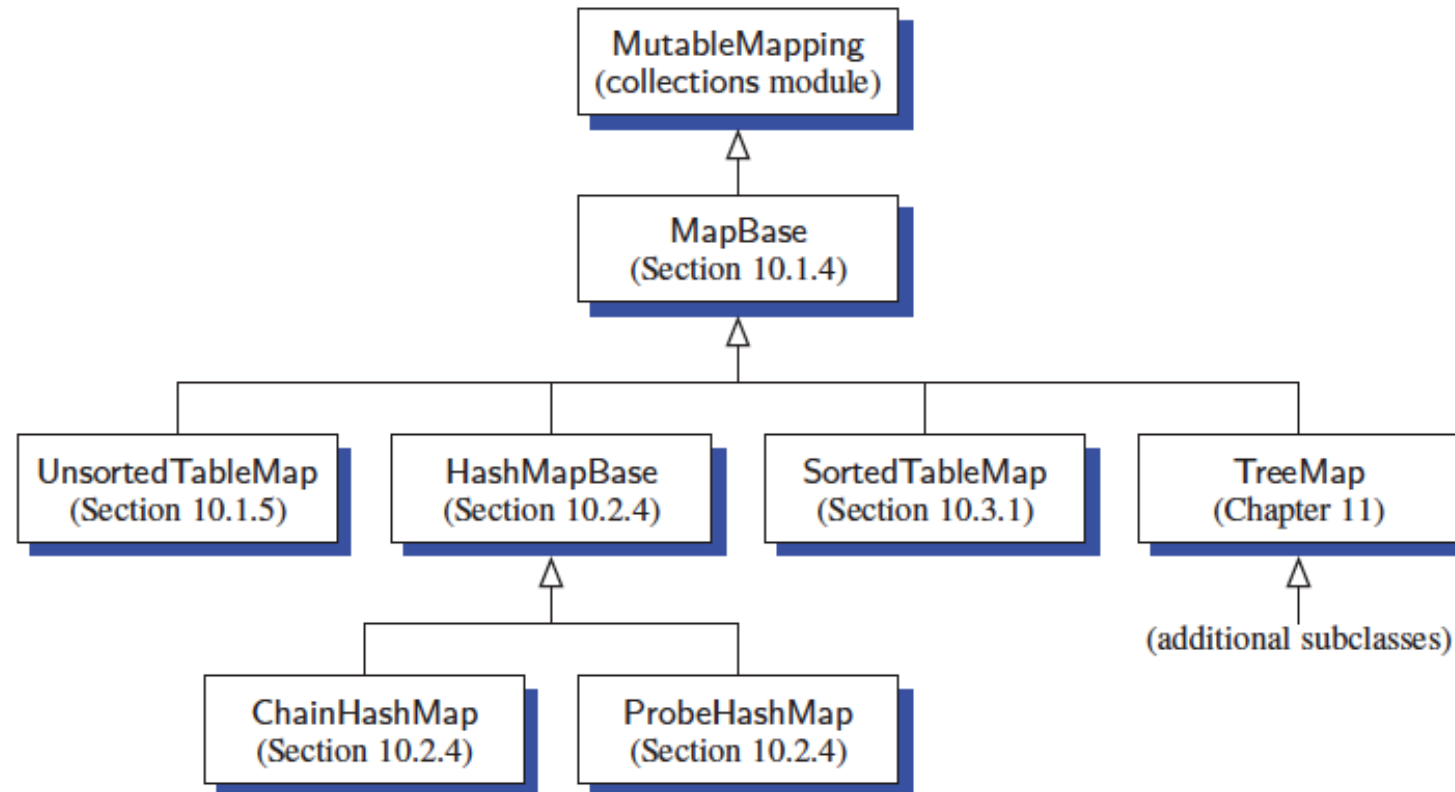 MutableMapping
(collections module)
MapBase
(Section 10.1.4)
UnsortedTableMap
(Section 10.1.5)
HashMapBase
(Section 10.2.4)
SortedTableMap
(Section 10.3.1)
TreeMap
(Chapter 11)
(additional subclasses)
ChainHashMap
(Section 10.2.4)
ProbeHashMap
(Section 10.2.4)